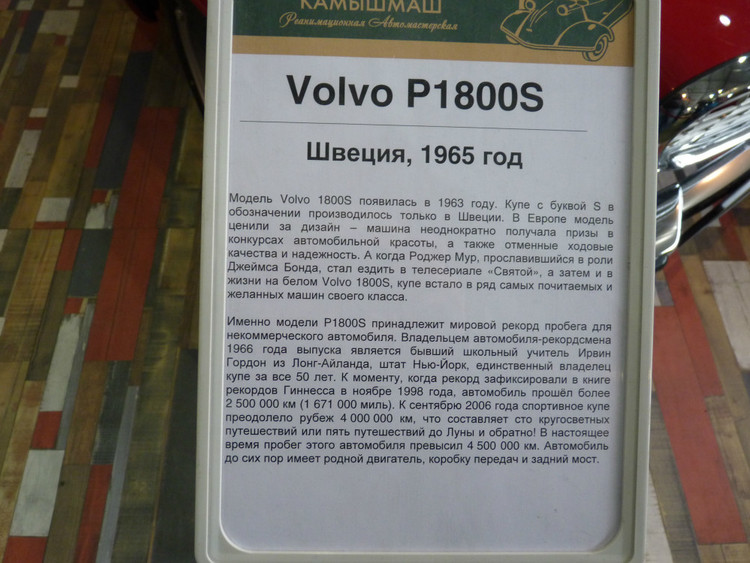 КАМЫШМАШ
Реанимационная Автомастерская
Volvo P1800S
Швеция, 1965 год
Модель Volvo 1800S появилась в 1963 году. Купе с буквой S в
обозначении производилось только в Швеции. В Европе модель
ценили за дизайн – машина неоднократно получала призы в
конкурсах автомобильной красоты, а также отменные ходовые
качества и надежность. А когда Роджер Мур, прославившийся в роли
Джеймса Бонда, стал ездить в телесериале «Святой», а затем и в
жизни на белом Volvo 1800S, купе встало в ряд самых почитаемых и
желанных машин своего класса.
Именно модели P1800S принадлежит мировой рекорд пробега для
некоммерческого автомобиля. Владельцем автомобиля-рекордсмена
1966 года выпуска является бывший школьный учитель Ирвин
Гордон из Лонг-Айланда, штат Нью-Йорк, единственный владелец
купе за все 50 лет. К моменту, когда рекорд зафиксировали в книге
рекордов Гиннесса в ноябре 1998 года, автомобиль прошёл более
2 500 000 км (1 671 000 миль). К сентябрю 2006 года спортивное купе
преодолело рубеж 4 000 000 км, что составляет сто кругосветных
путешествий или пять путешествий до Луны и обратно! В настоящее
время пробег этого автомобиля превысил 4 500 000 км. Автомобиль
до сих пор имеет родной двигатель, коробку передач и задний мост.